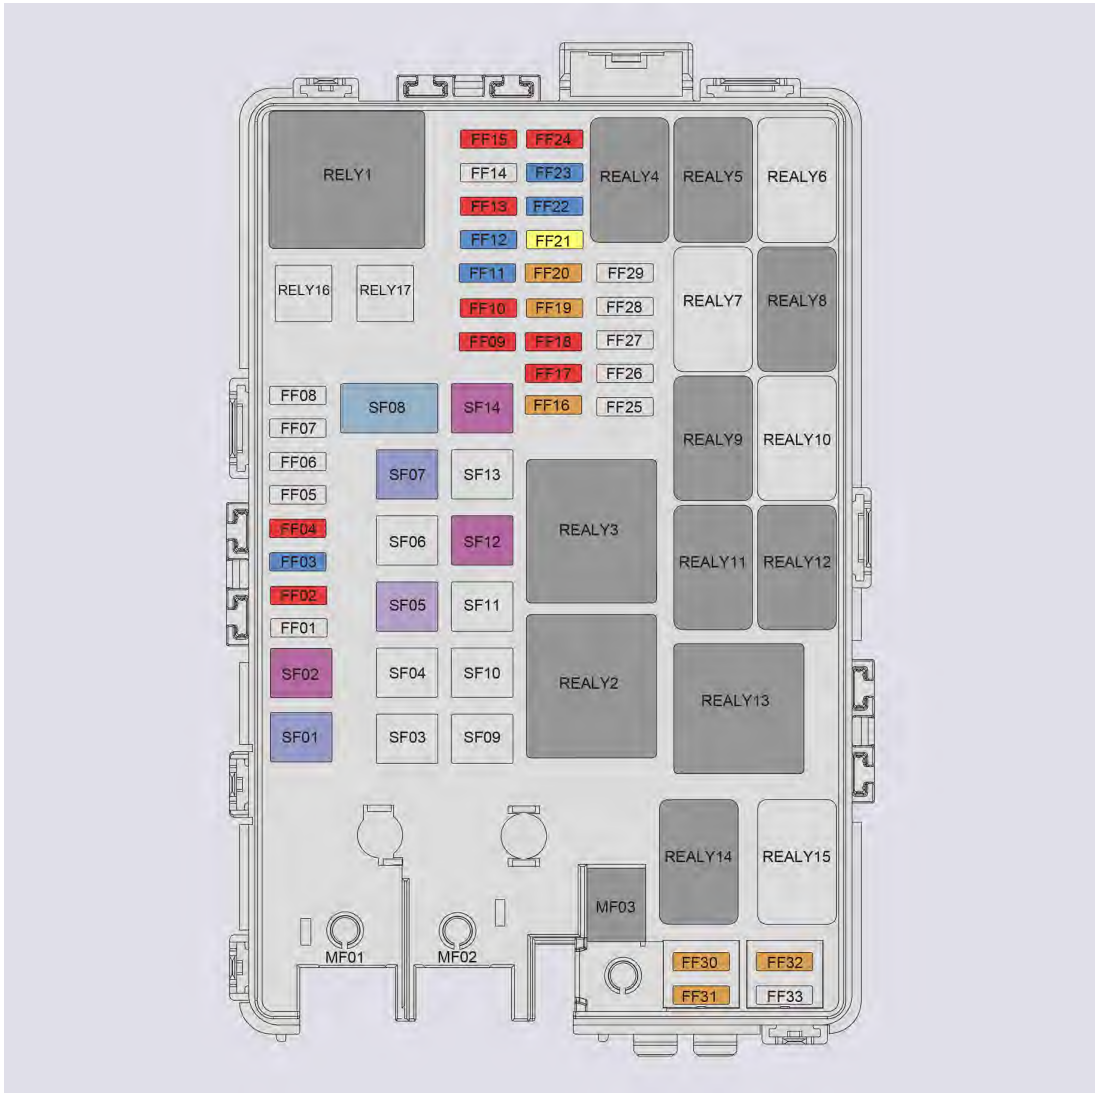 RELY1
FF15 FF24
FF14 FF23
FF13 FF22
FF12 FF21
FF11 FF20 FF29
FF10 FF19 FF28
FF09 FF18 FF27
FF17 FF26
FF16 FF25
REALY4 REALY5 REALY6
REALY7 REALY8
RELY16 RELY17
FF08
FF07
FF06
FF05
FF04
FF03
FF02
FF01
SF02
SF01
SF08 SF14
SF07 SF13
SF06 SF12
SF05 SF11
SF04 SF10
SF03 SF09
REALY3
REALY2
REALY9 REALY10
REALY11 REALY12
REALY13
REALY14 REALY15
MF03
MF01 MF02
FF30 FF32
FF31 FF33